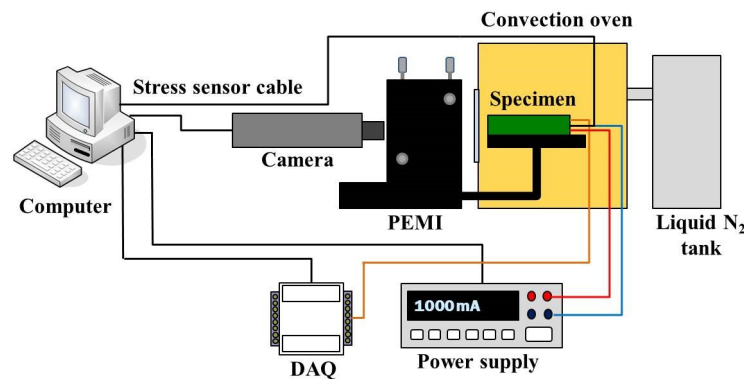 Convection oven
Stress sensor cable
Specimen
Camera
Computer
PEMI
Liquid N₂
tank
1000mA
DAQ
Power supply